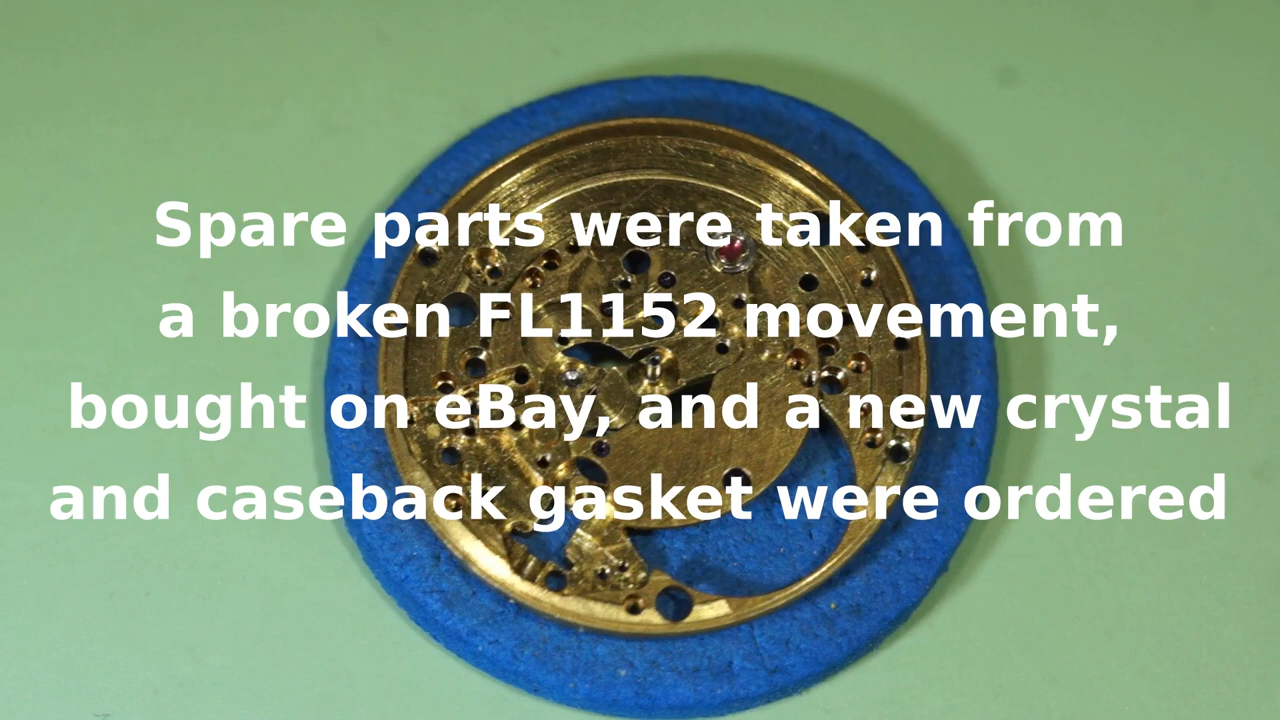 Spare parts were taken from
a broken FL1152 movement,
bought on eBay, and a new crystal
and caseback gasket were ordered